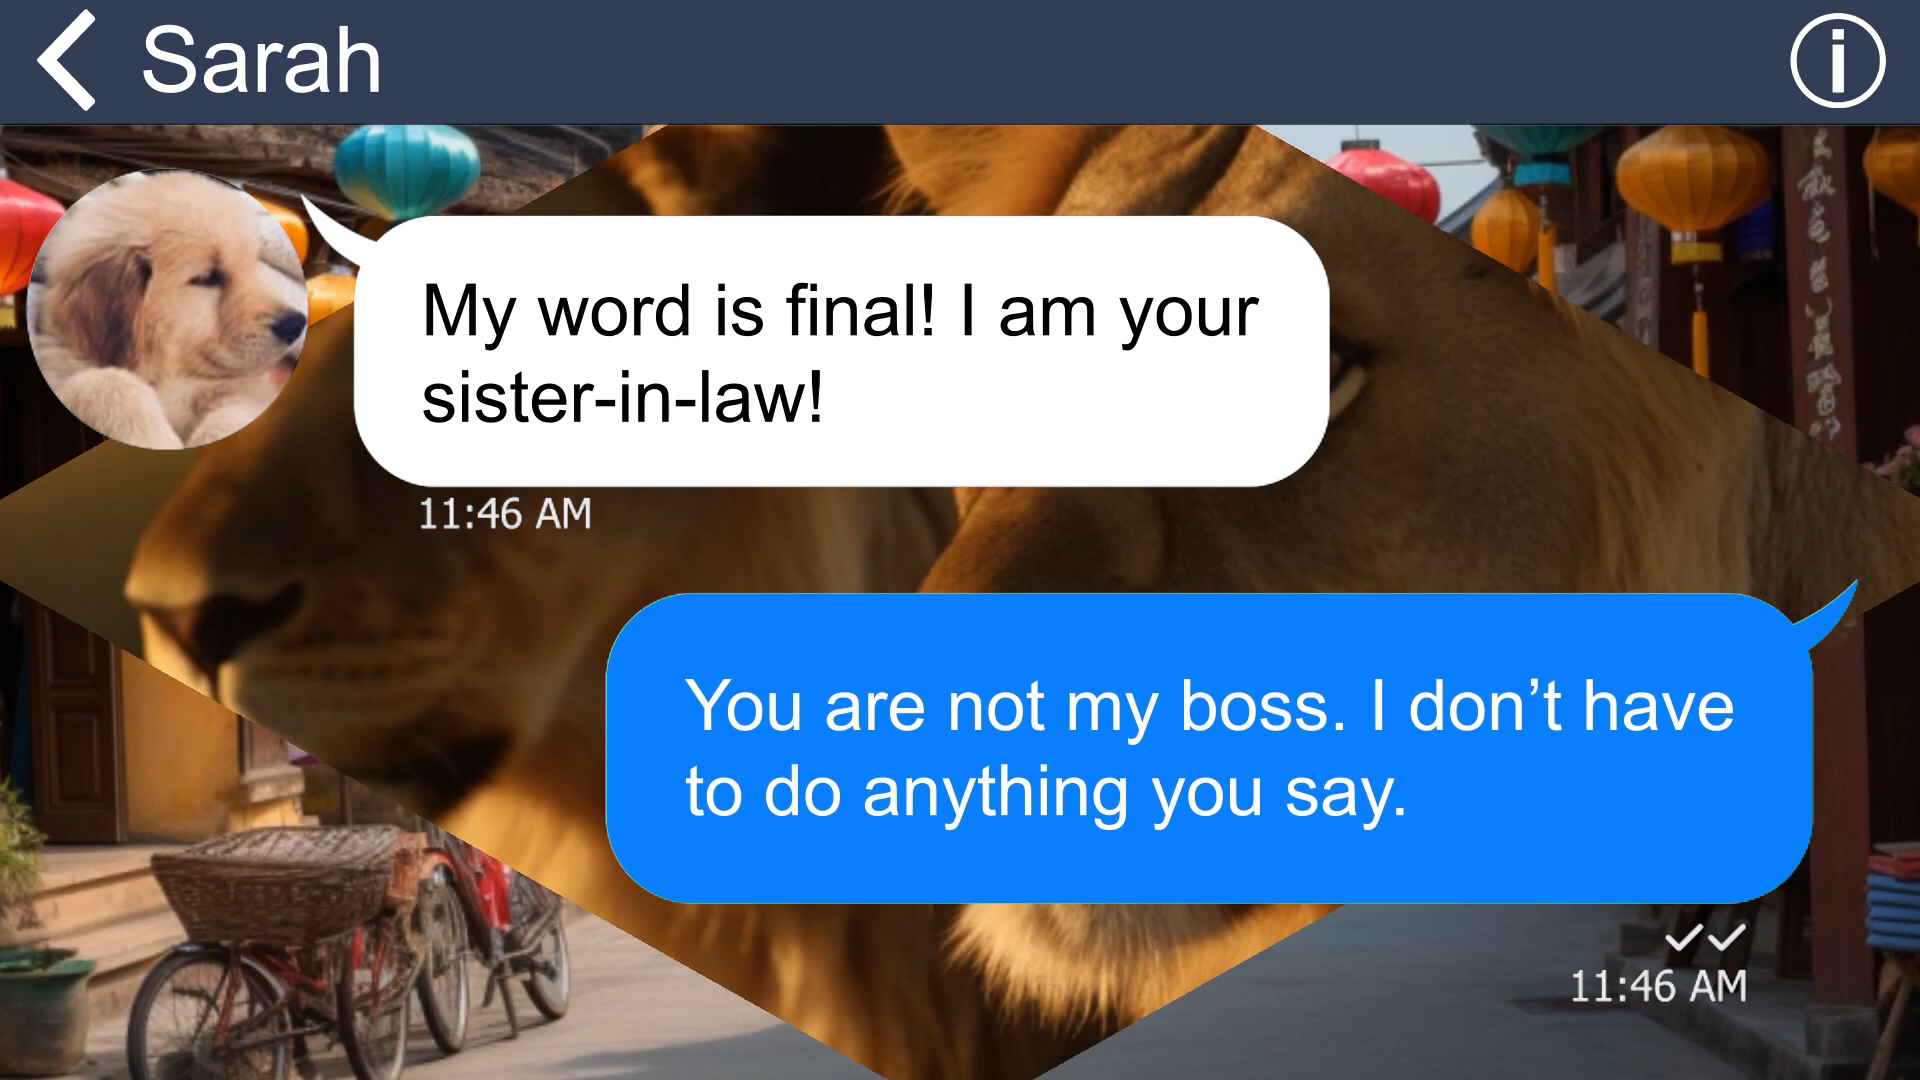 Sarah
My word is final! I am your
sister-in-law!
11:46 AM
You are not my boss. I don’t have
to do anything you say.
11:46 AM